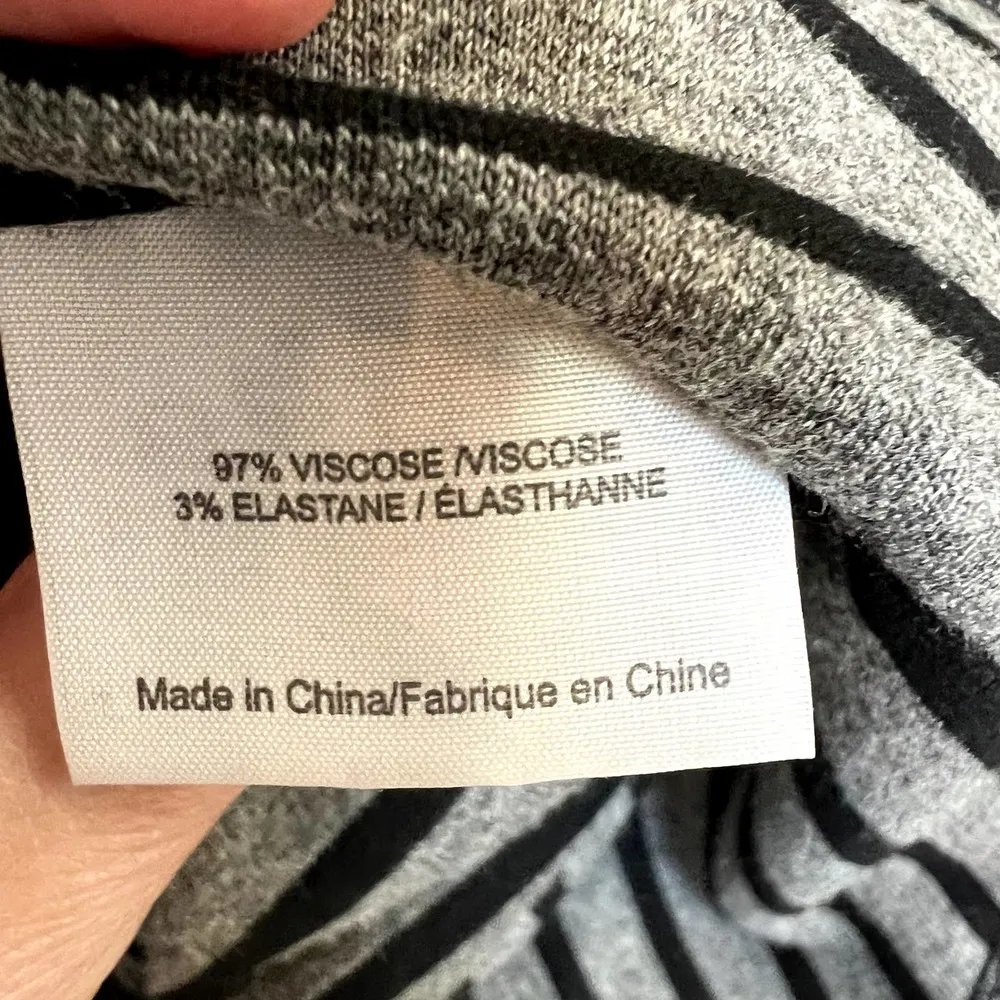 97% VISCOSE /VISCOSE
3% ELASTANE / ÉLASTHANNE
Made in China/Fabrique en Chine